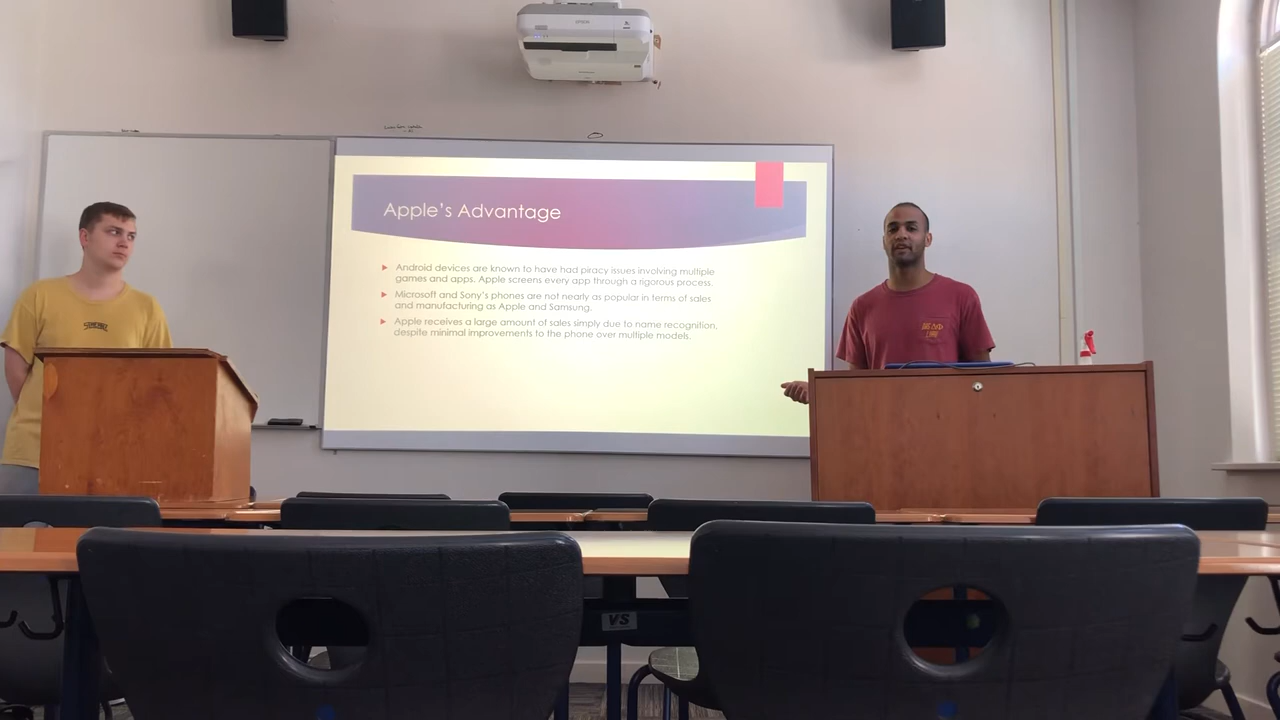 EPSON
Apple's Advantage
Android devices are known to have had piracy issues involving multiple
games and apps. Apple screens every app through a rigorous process.
Microsoft and Sony's phones are not nearly as popular in terms of sales
and manufacturing as Apple and Samsung.
Apple receives a large amount of sales simply due to name recognition,
despite minimal improvements to the phone over multiple models.
VS